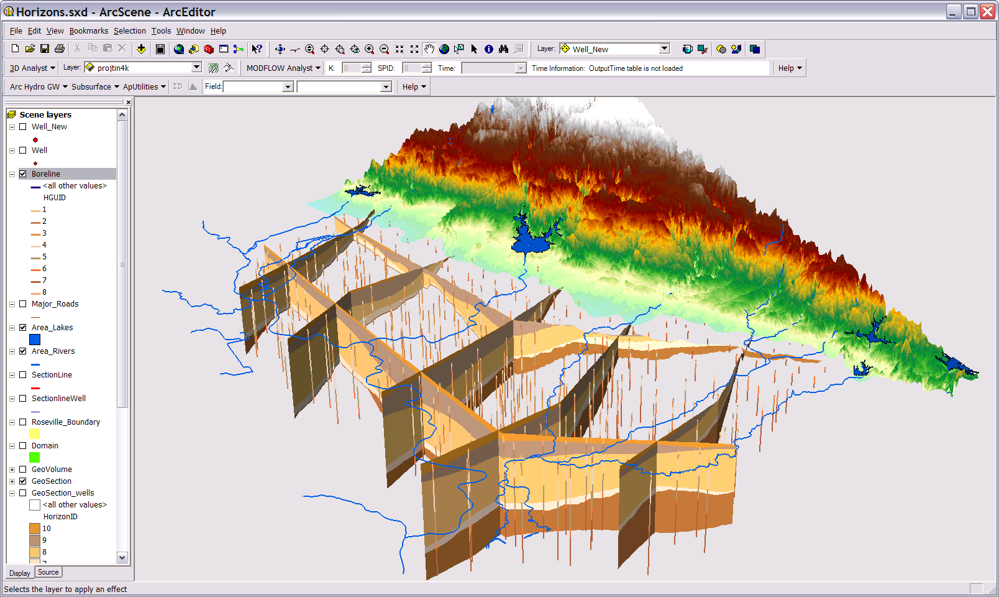 Horizons.sxd - ArcScene - ArcEditor
File Edit View Bookmarks Selection Tools Window Help
Layer: Well_New
3D Analyst Layer: projtin4k MODFLOW Analyst K: 0 SPID: 0 Time: Time Information: OutputTime table is not loaded Help
Arc Hydro GW Subsurface ApUtilities ID Field: Help
Scene layers
Well_New
Well
Boreline
<all other values>
HGUID
1
2
3
4
5
6
7
8
Major_Roads
Area_Lakes
Area_Rivers
SectionLine
SectionlineWell
Roseville_Boundary
Domain
GeoVolume
GeoSection
GeoSection_wells
<all other values>
HorizonID
10
9
8
Display Source
Selects the layer to apply an effect